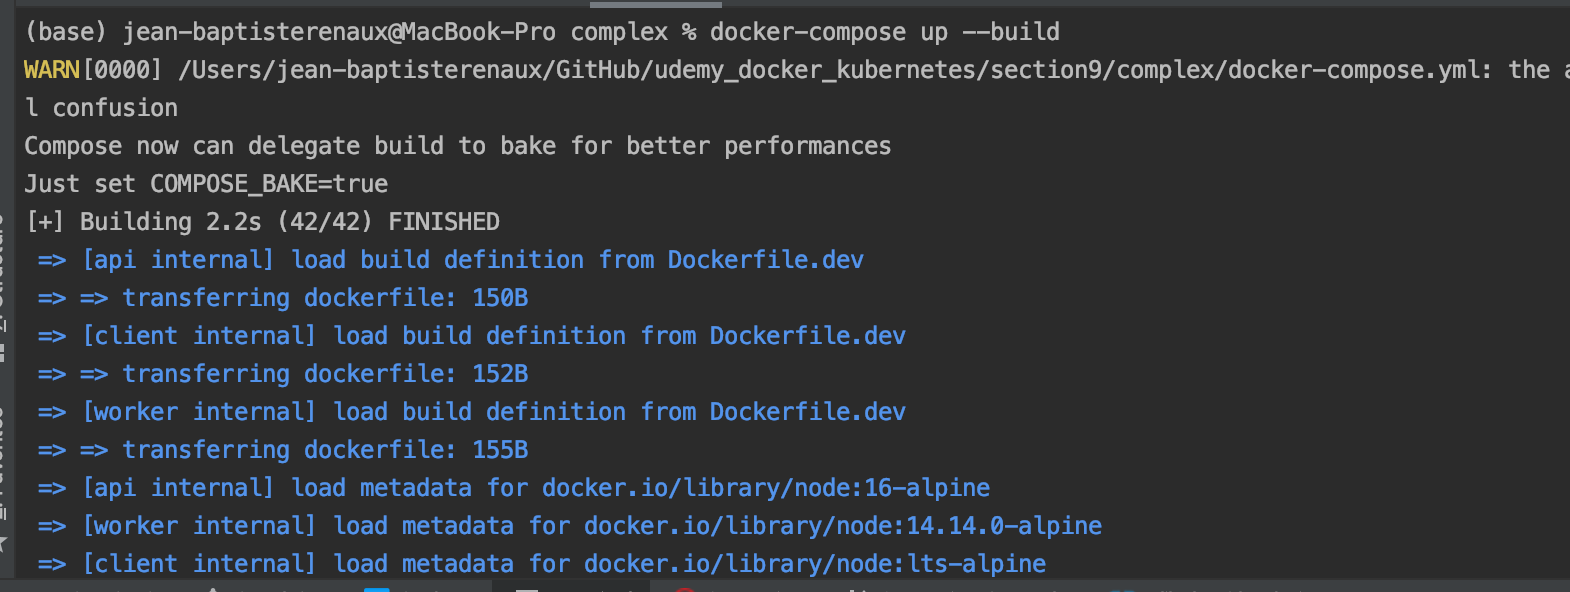 (base) jean-baptisterenaux@MacBook-Pro complex % docker-compose up --build
WARN[0000] /Users/jean-baptisterenaux/GitHub/udemy_docker_kubernetes/section9/complex/docker-compose.yml: the
l confusion
Compose now can delegate build to bake for better performances
Just set COMPOSE_BAKE=true
[+] Building 2.2s (42/42) FINISHED
=> [api internal] load build definition from Dockerfile.dev
=> => transferring dockerfile: 150B
=> [client internal] load build definition from Dockerfile.dev
=> => transferring dockerfile: 152B
=> [worker internal] load build definition from Dockerfile.dev
=> => transferring dockerfile: 155B
=> [api internal] load metadata for docker.io/library/node:16-alpine
=> [worker internal] load metadata for docker.io/library/node:14.14.0-alpine
=> [client internal] load metadata for docker.io/library/node:lts-alpine